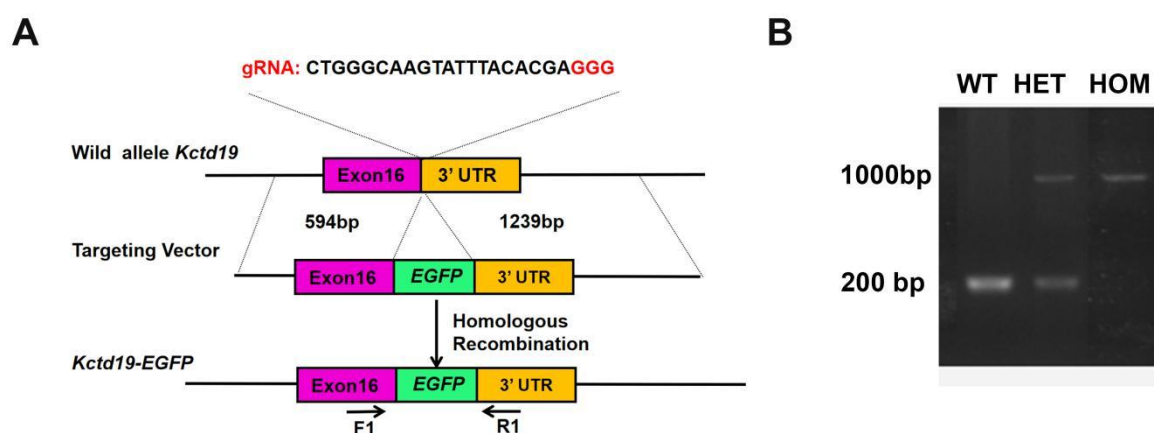 A
gRNA: CTGGGCAAGTATTTACACGAGGG
Wild allele Kctd19
Exon16 3' UTR
594bp 1239bp
Targeting Vector
Exon16 EGFP 3' UTR
Homologous
Recombination
Kctd19-EGFP
Exon16 EGFP 3' UTR
F1 R1
B
WT HET HOM
1000bp
200 bp